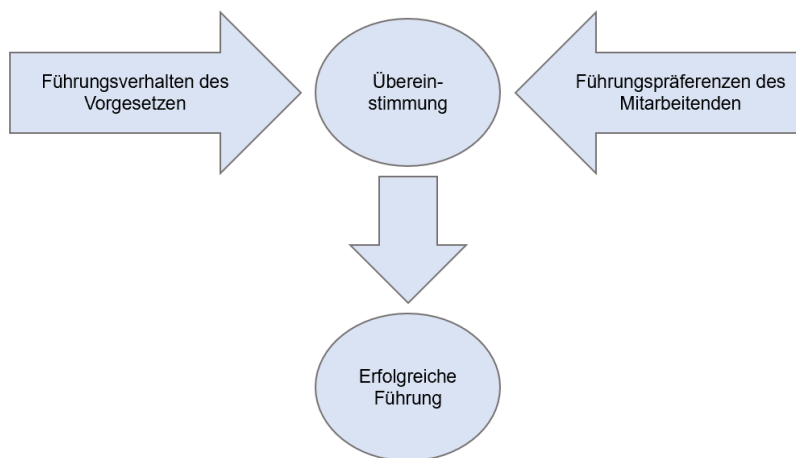 Führungsverhalten des
Vorgesetzen
Überein-
stimmung
Führungspräferenzen des
Mitarbeitenden
Erfolgreiche
Führung